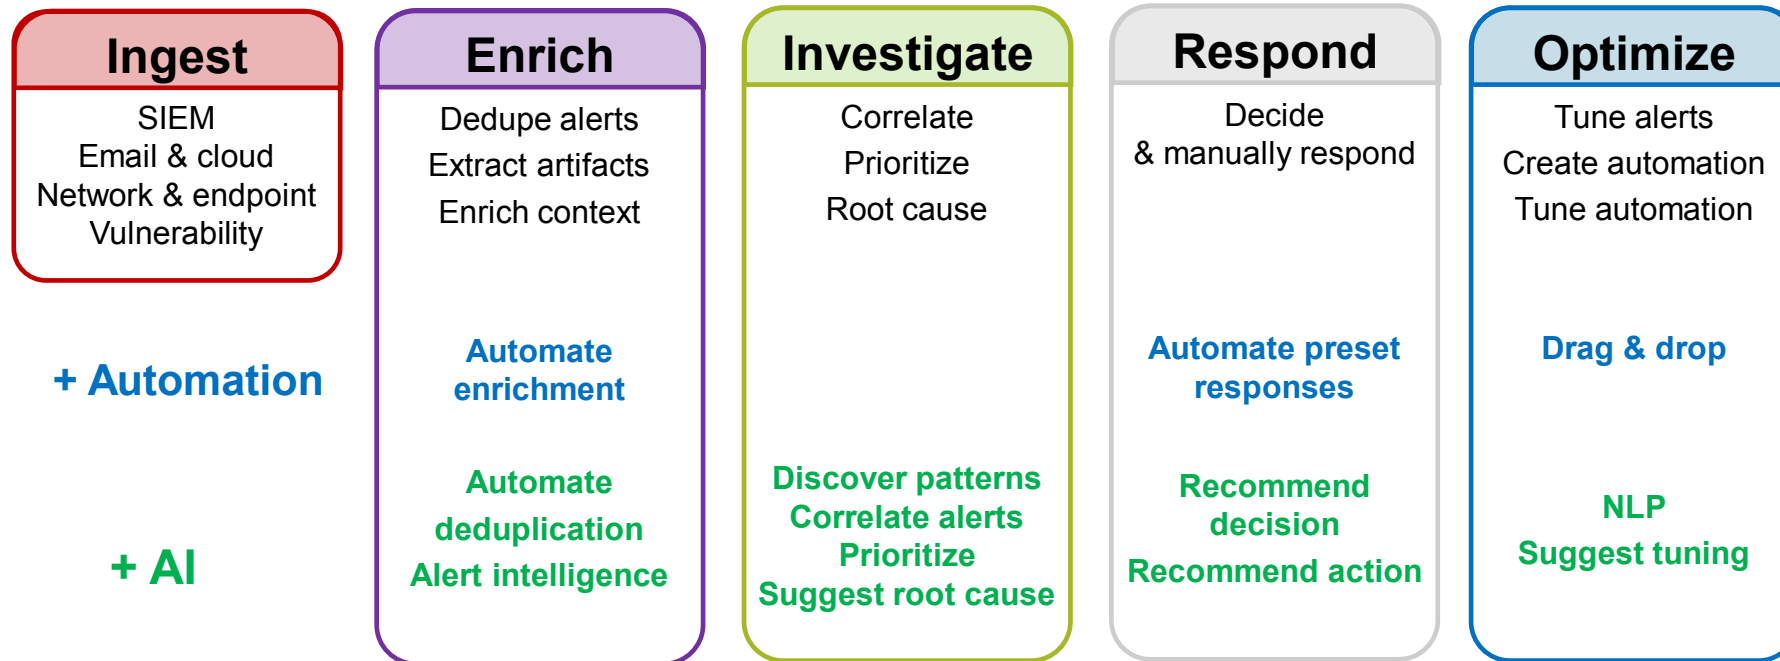 Ingest
SIEM
Email & cloud
Network & endpoint
Vulnerability
+ Automation
+ AI
Enrich
Dedupe alerts
Extract artifacts
Enrich context
Automate
enrichment
Automate
deduplication
Alert intelligence
Investigate
Correlate
Prioritize
Root cause
Discover patterns
Correlate alerts
Prioritize
Suggest root cause
Respond
Decide
& manually respond
Automate preset
responses
Recommend
decision
Recommend action
Optimize
Tune alerts
Create automation
Tune automation
Drag & drop
NLP
Suggest tuning